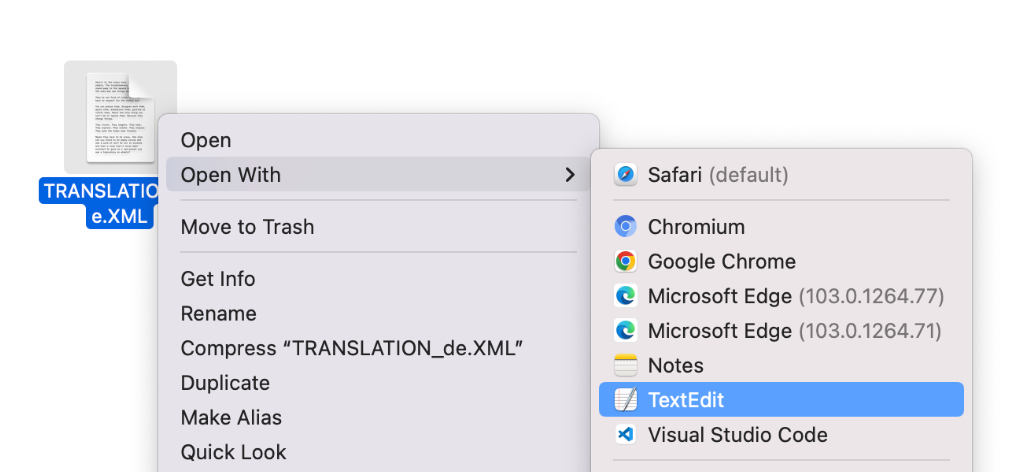 TRANSLATIO
e.XML
Open
Open With
Move to Trash
Get Info
Rename
Compress “TRANSLATION_de.XML”
Duplicate
Make Alias
Quick Look
Safari (default)
Chromium
Google Chrome
Microsoft Edge (103.0.1264.77)
Microsoft Edge (103.0.1264.71)
Notes
TextEdit
Visual Studio Code